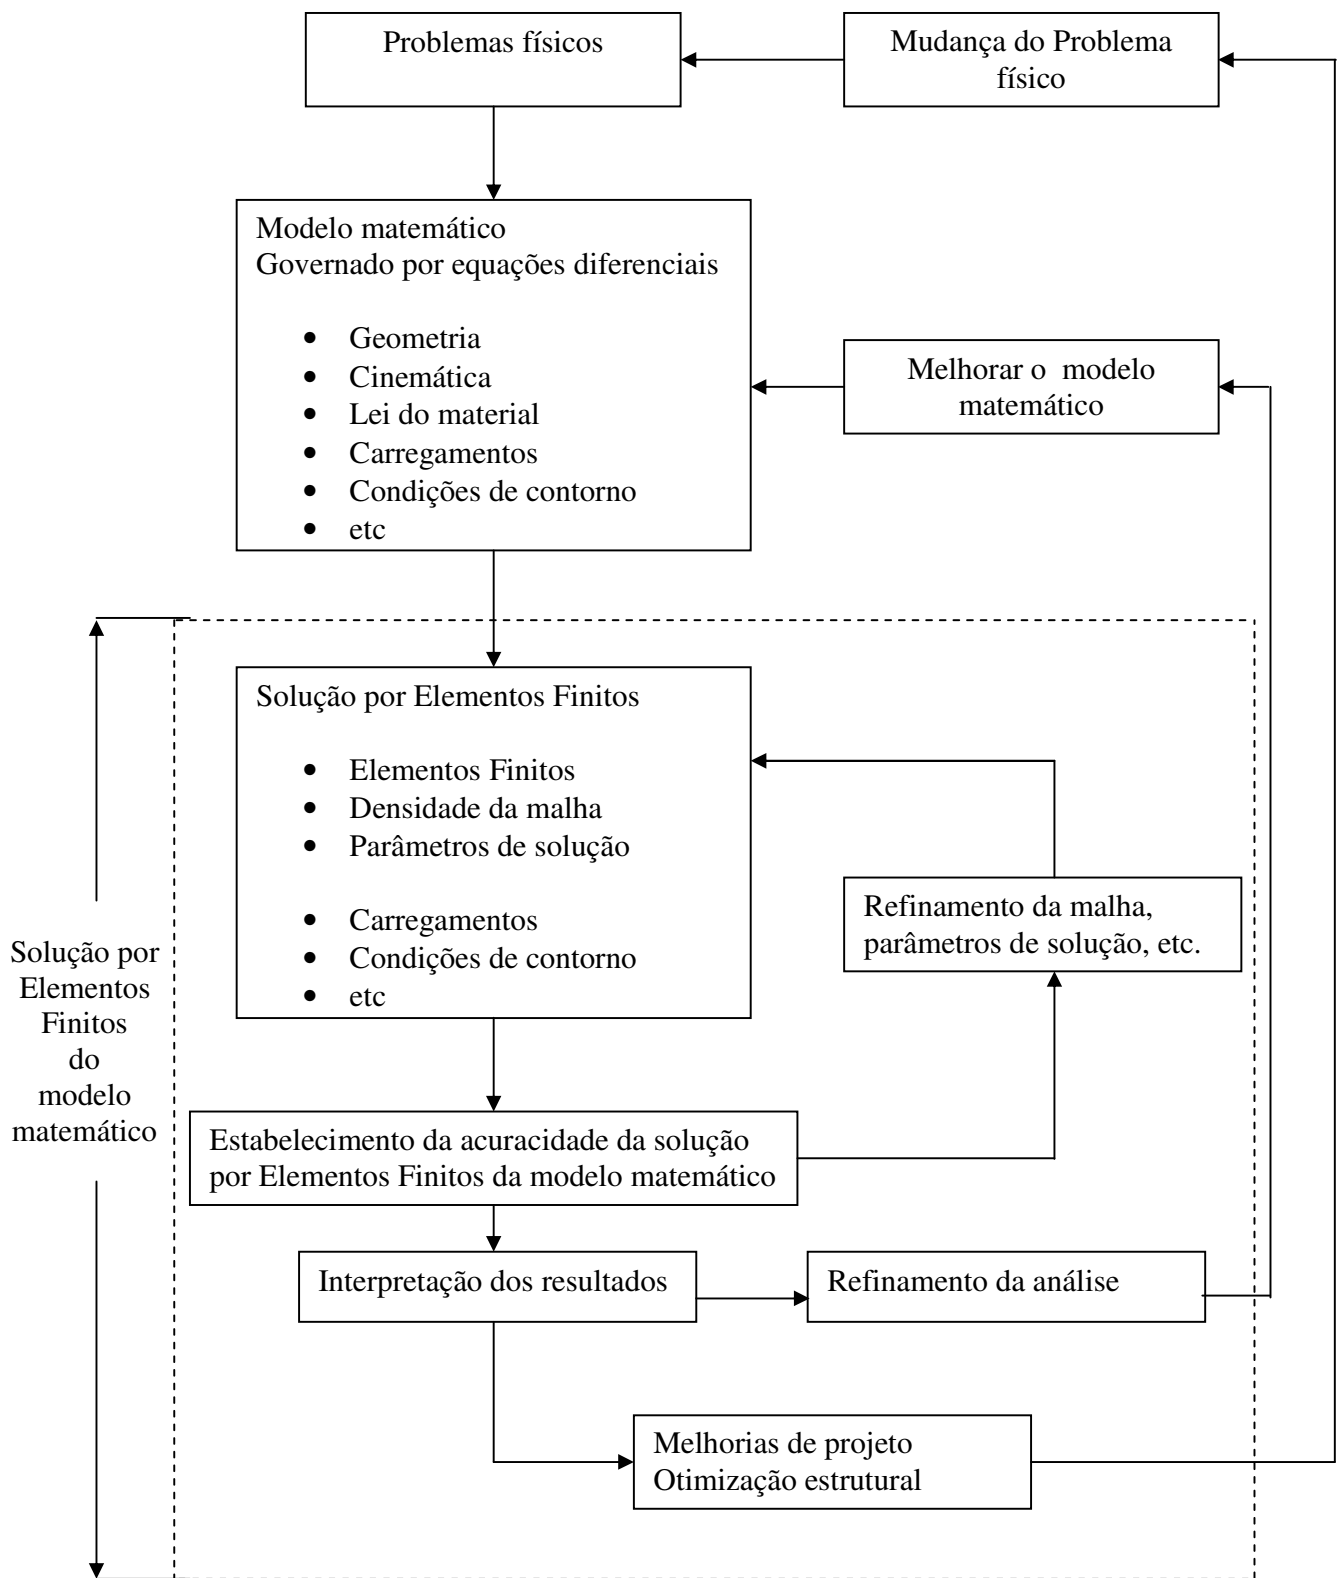 Problemas físicos
Mudança do Problema
físico
Modelo matemático
Governado por equações diferenciais
• Geometria
• Cinemática
• Lei do material
• Carregamentos
• Condições de contorno
• etc
Melhorar o modelo
matemático
Solução por Elementos Finitos
• Elementos Finitos
• Densidade da malha
• Parâmetros de solução
• Carregamentos
• Condições de contorno
• etc
Refinamento da malha,
parâmetros de solução, etc.
Solução por
Elementos
Finitos
do
modelo
matemático
Estabelecimento da acuracidade da solução
por Elementos Finitos da modelo matemático
Interpretação dos resultados
Refinamento da análise
Melhorias de projeto
Otimização estrutural